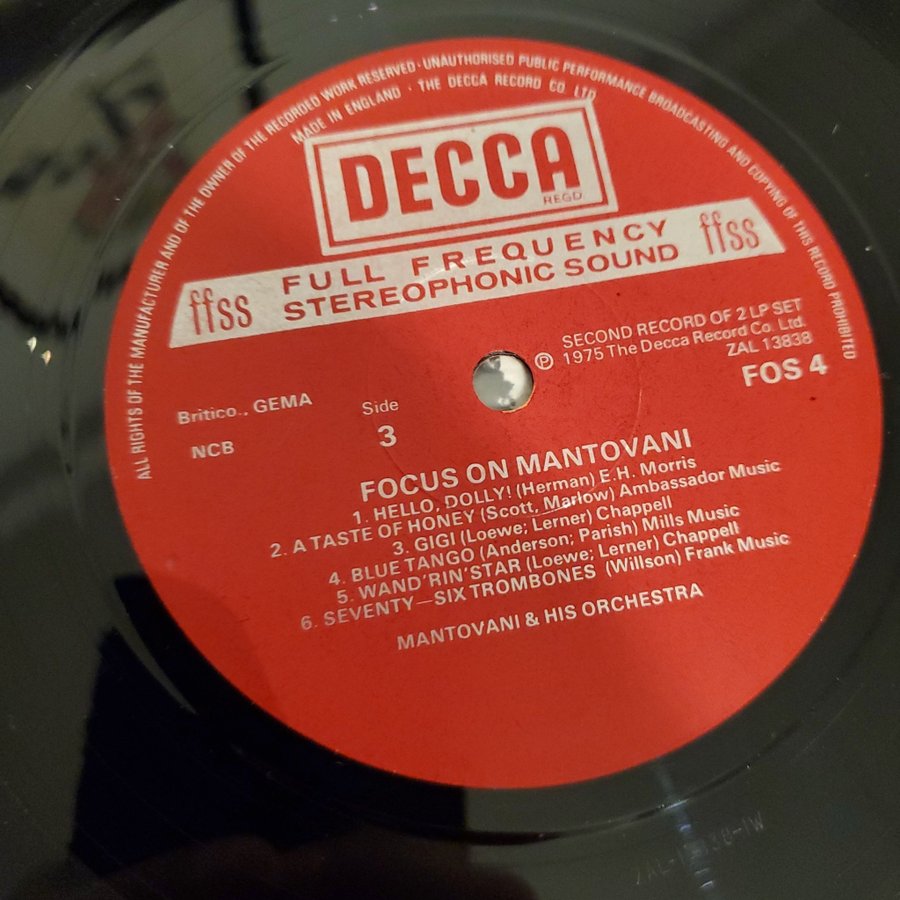 ALL RIGHTS OF THE MANUFACTURER AND OF THE OWNER OF THE RECORDED WORK RESERVED · UNAUTHORISED PUBLIC PERFORMANCE BROADCASTING AND COPYING OF THIS RECORD PROHIBITED
MADE IN ENGLAND · THE DECCA RECORD CO LTD
DECCA
REGD.
ffss FULL FREQUENCY ffss
STEREOPHONIC SOUND
SECOND RECORD OF 2 LP SET
Ⓟ 1975 The Decca Record Co. Ltd.
ZAL 13838
FOS 4
Britico., GEMA
NCB
Side
3
FOCUS ON MANTOVANI
1. HELLO, DOLLY! (Herman) E.H. Morris
2. A TASTE OF HONEY (Scott, Marlow) Ambassador Music
3. GIGI (Loewe; Lerner) Chappell
4. BLUE TANGO (Anderson; Parish) Mills Music
5. WAND'RIN' STAR (Loewe; Lerner) Chappell
6. SEVENTY—SIX TROMBONES (Willson) Frank Music
MANTOVANI & HIS ORCHESTRA